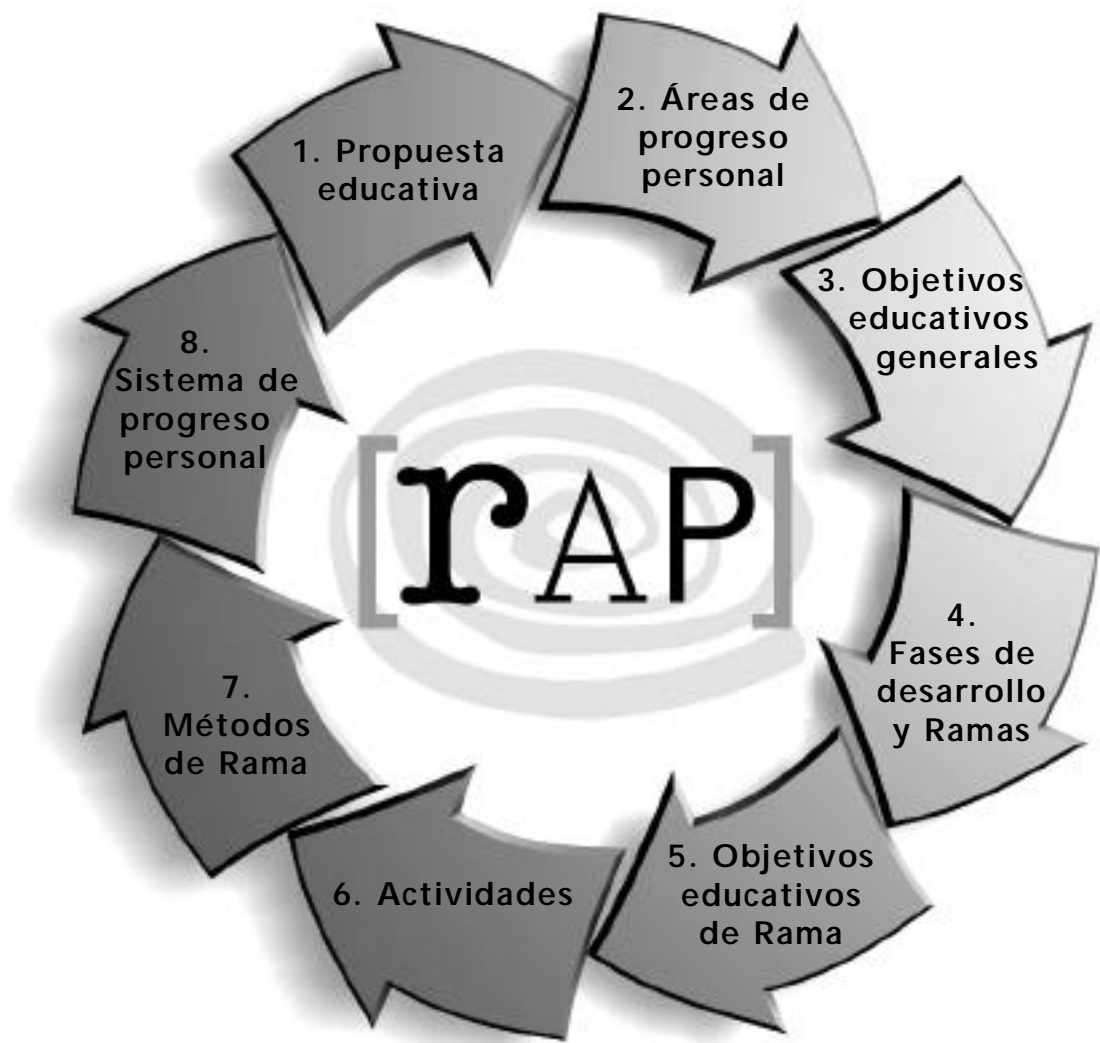 1. Propuesta
educativa
2. Áreas de
progreso
personal
3. Objetivos
educativos
generales
4.
Fases de
desarrollo
y Ramas
5. Objetivos
educativos
de Rama
6. Actividades
7.
Métodos
de Rama
8.
Sistema de
progreso
personal
[rAP]